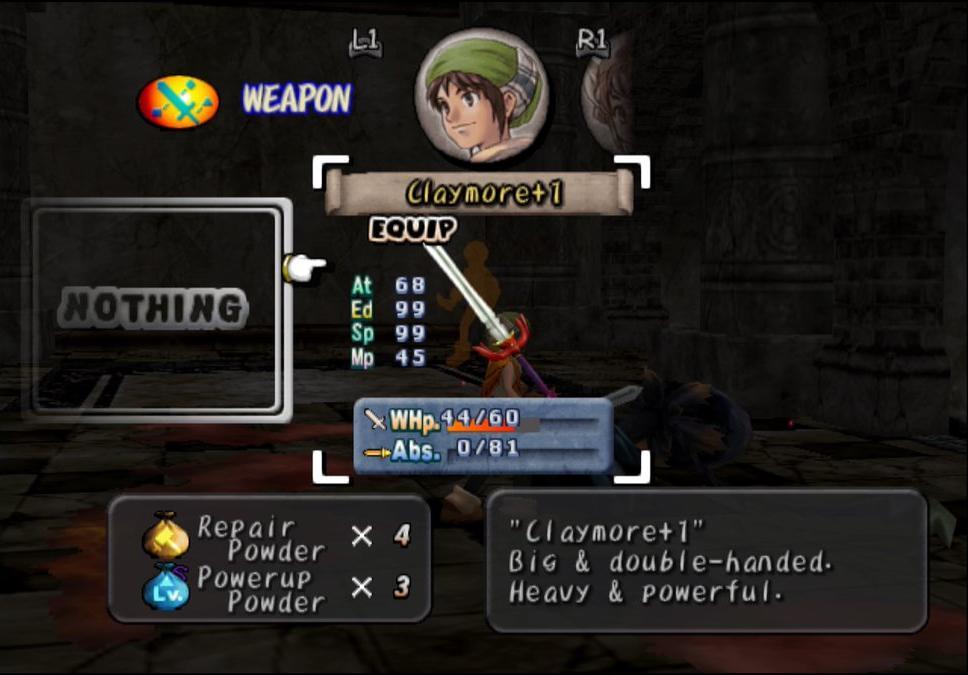 L1
R1
WEAPON
Claymore+1
EQUIP
NOTHING
At 68
Ed 99
Sp 99
Mp 45
WHp. 44/60
Abs. 0/81
Repair
Powder
× 4
Powerup
Powder
× 3
Lv.
"Claymore+1"
Big & double-handed.
Heavy & powerful.